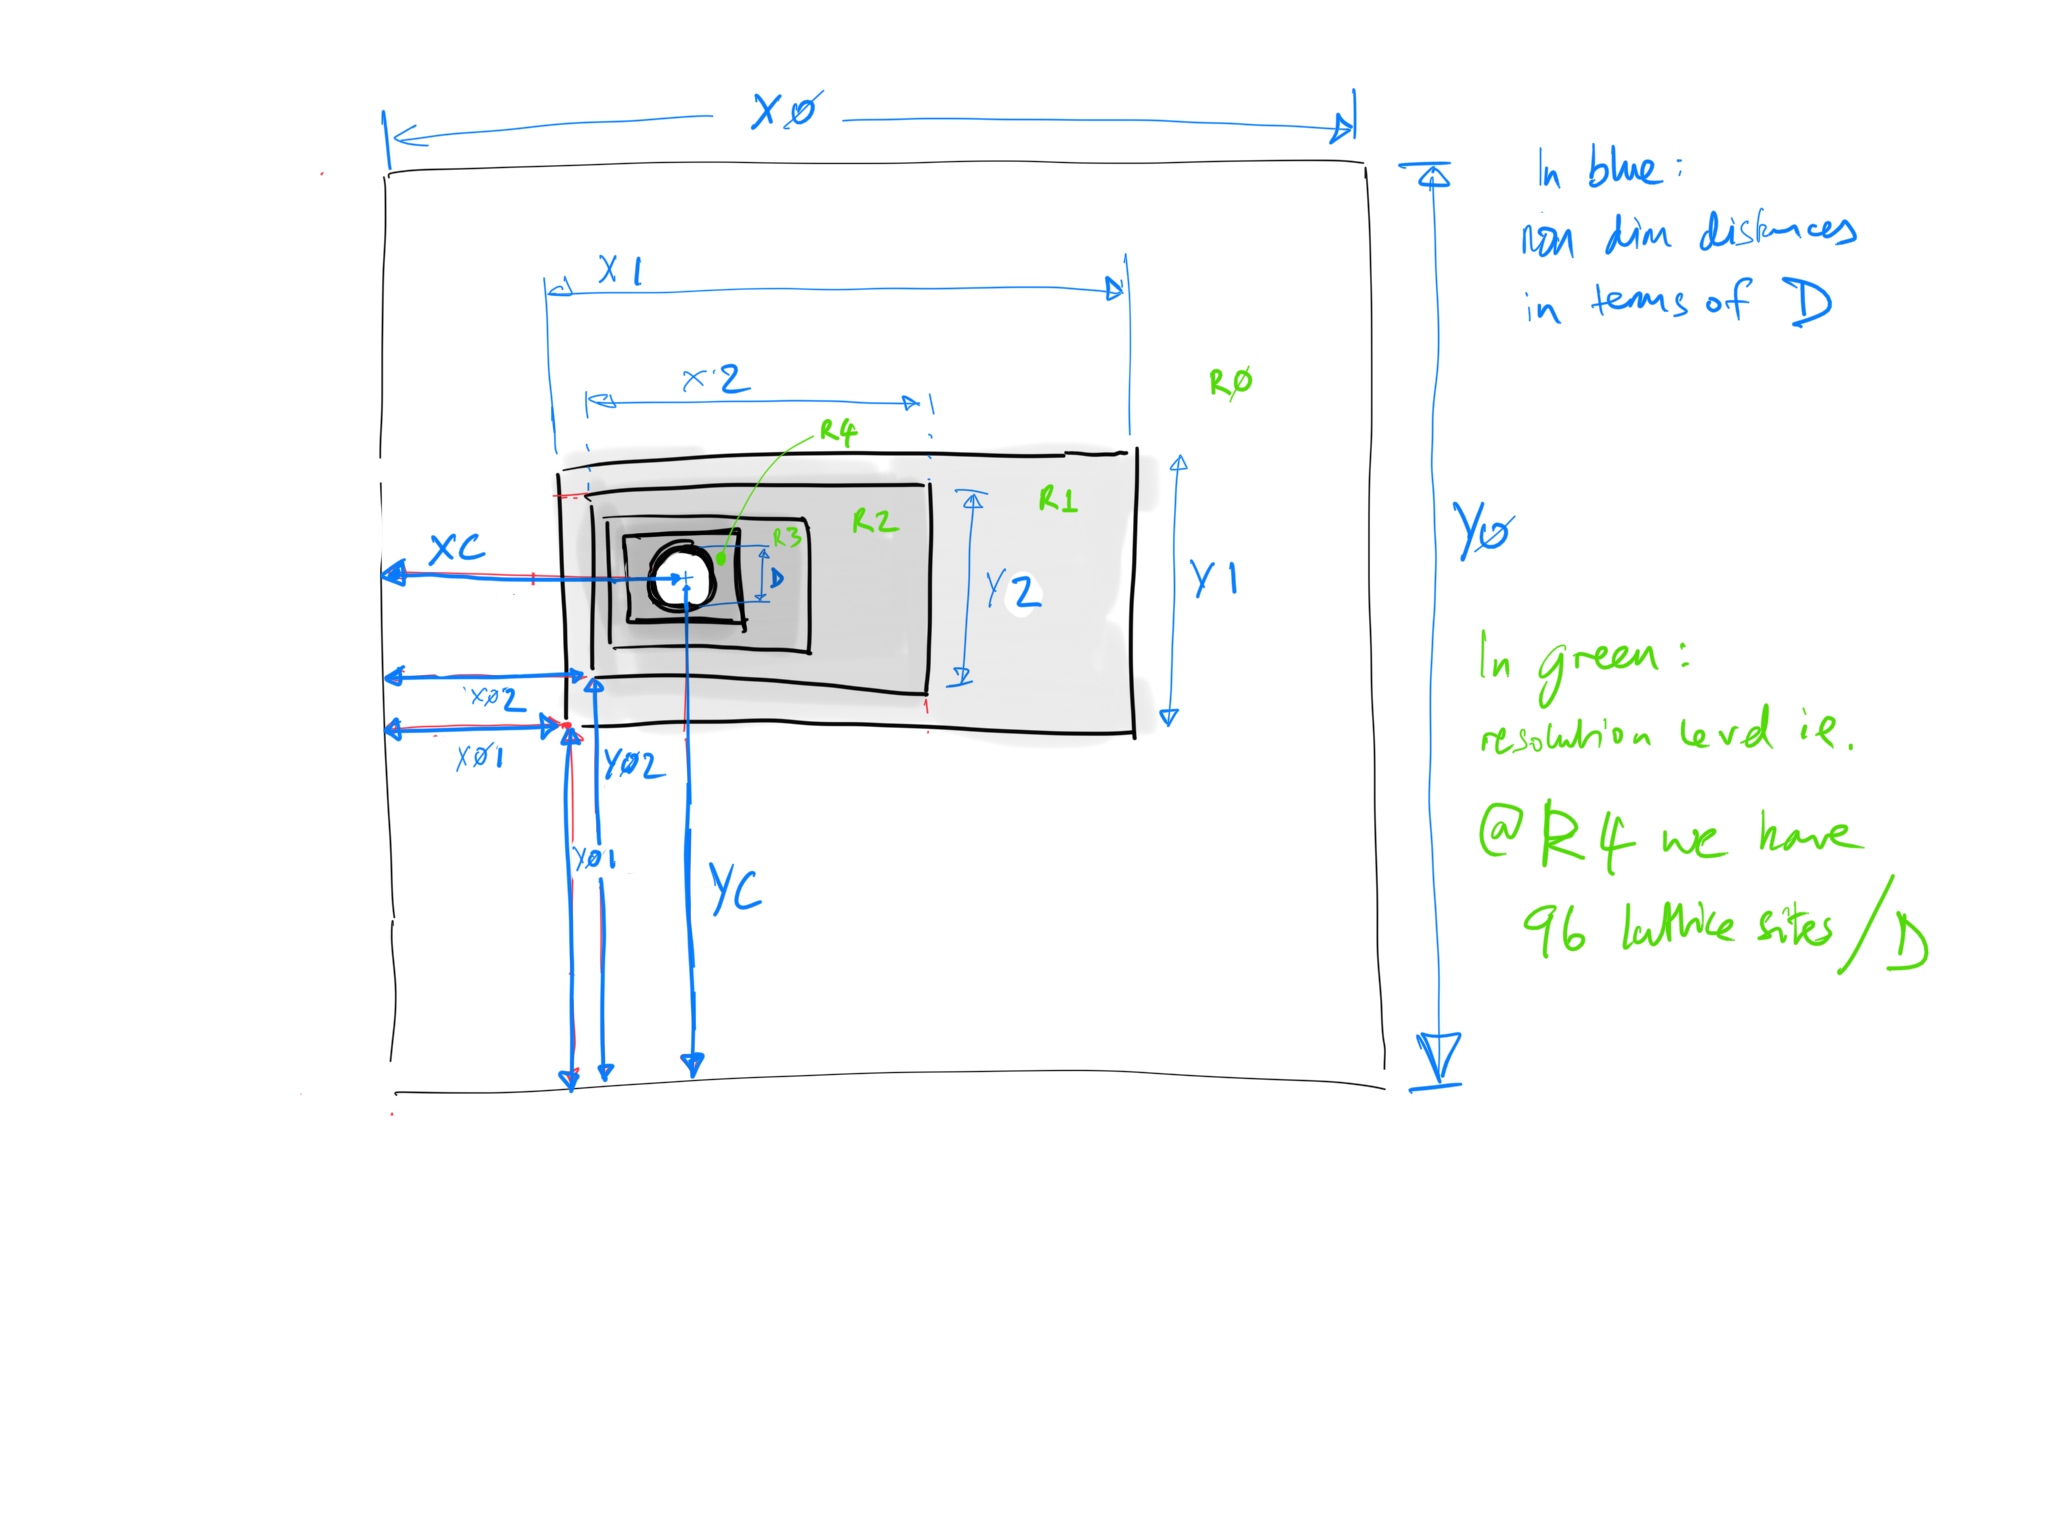 XØ
In blue:
non dim distances
in terms of D
X1
X2
RØ
R4
R1
R2
R3
D
XC
Y2
Y1
YØ
XØ2
XØ1
YØ2
YØ1
YC
In green:
resolution level ie.
@R4 we have
96 lattice sites/D